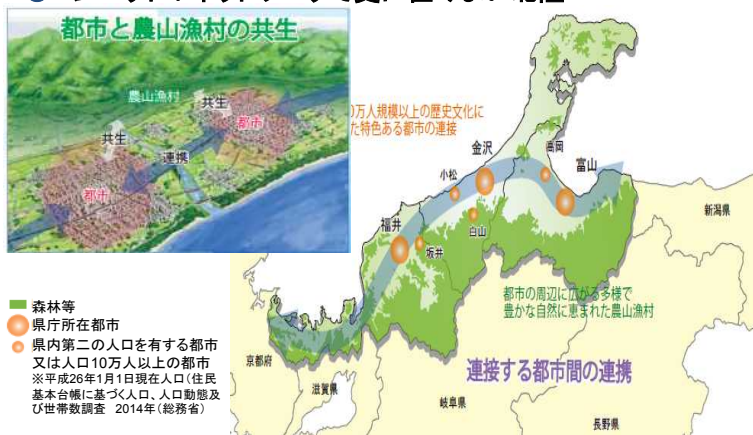 都市と農山漁村の共生
農山漁村
共生
都市
共生
連携
都市
万人規模以上の歴史文化に
た特色ある都市の連接
金沢
高岡
富山
小松
白山
福井
坂井
新潟県
都市の周辺に広がる多様で
豊かな自然に恵まれた農山漁村
連接する都市間の連携
京都府
滋賀県
岐阜県
長野県
森林等
県庁所在都市
県内第二の人口を有する都市
又は人口10万人以上の都市
※平成26年1月1日現在人口(住民
基本台帳に基づく人口、人口動態及
び世帯数調査 2014年(総務省)